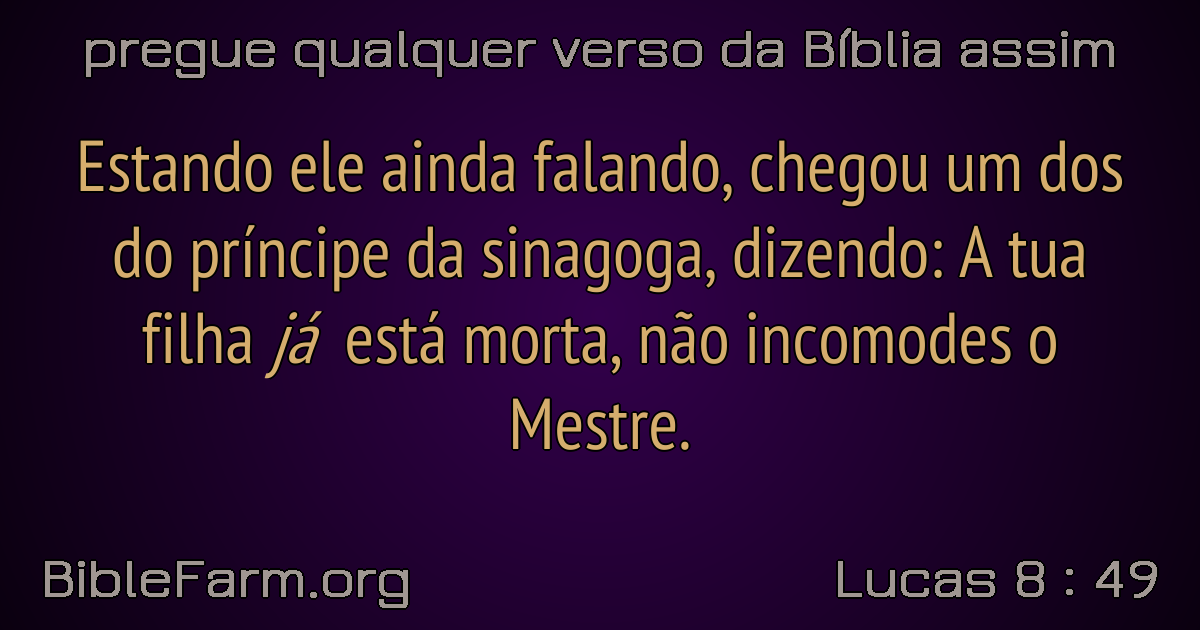 pregue qualquer verso da Bíblia assim
Estando ele ainda falando, chegou um dos
do príncipe da sinagoga, dizendo: A tua
filha já está morta, não incomodes o
Mestre.
BibleFarm.org
Lucas 8 : 49